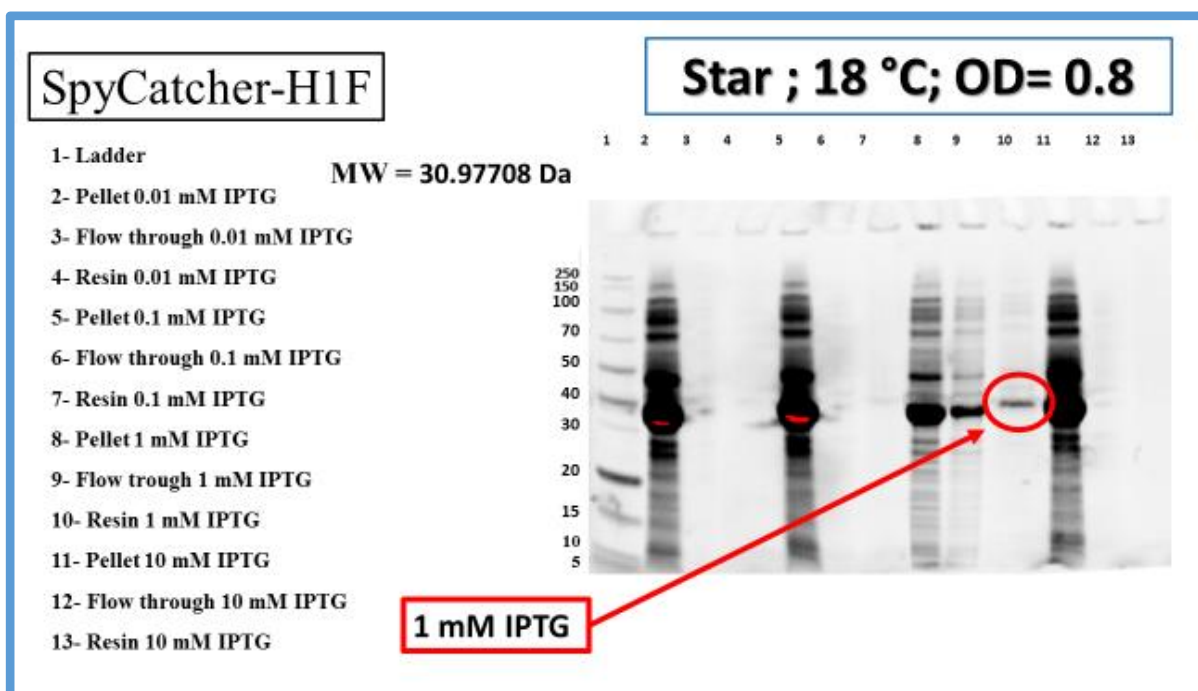 SpyCatcher-H1F
Star ; 18 °C; OD= 0.8
1- Ladder
MW = 30.97708 Da
2- Pellet 0.01 mM IPTG
3- Flow through 0.01 mM IPTG
4- Resin 0.01 mM IPTG
5- Pellet 0.1 mM IPTG
6- Flow through 0.1 mM IPTG
7- Resin 0.1 mM IPTG
8- Pellet 1 mM IPTG
9- Flow trough 1 mM IPTG
10- Resin 1 mM IPTG
11- Pellet 10 mM IPTG
12- Flow through 10 mM IPTG
13- Resin 10 mM IPTG
1 2 3 4 5 6 7 8 9 10 11 12 13
250
150
100
70
50
40
30
20
15
10
5
1 mM IPTG